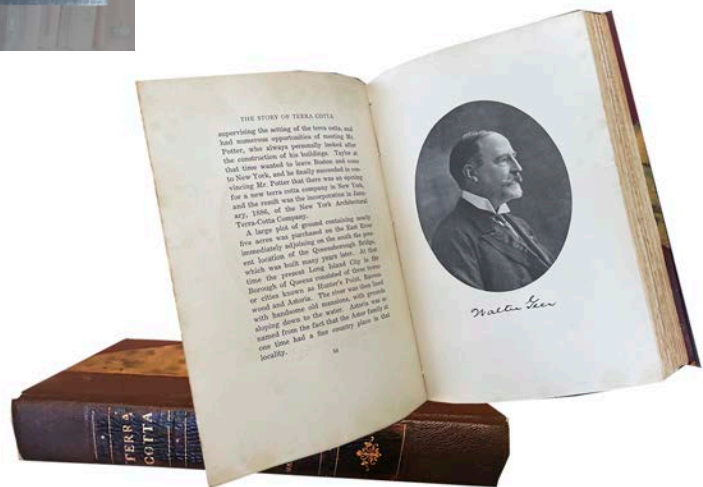 THE STORY OF TERRA COTTA
supervising the setting of the terra cotta, and
had numerous opportunities of meeting Mr.
Potter, who always personally looked after
the construction of his buildings. Taylor at
that time wanted to leave Boston and come
to New York, and he finally succeeded in con-
vincing Mr. Potter that there was an opening
for a new terra cotta company in New York,
and the result was the incorporation in Janu-
ary, 1886, of the New York Architectural
Terra-Cotta Company.
A large plot of ground containing nearly
five acres was purchased on the East River
immediately adjoining on the south the pres-
ent location of the Queensborough Bridge,
which was built many years later. At that
time the present Long Island City in the
Borough of Queens consisted of three towns
or cities known as Hunter's Point, Ravens-
wood and Astoria. The river was then lined
with handsome old mansions, with grounds
sloping down to the water. Astoria was so
named from the fact that the Astor family at
one time had a fine country place in that
locality.
Walter Geer
TERRA
COTTA